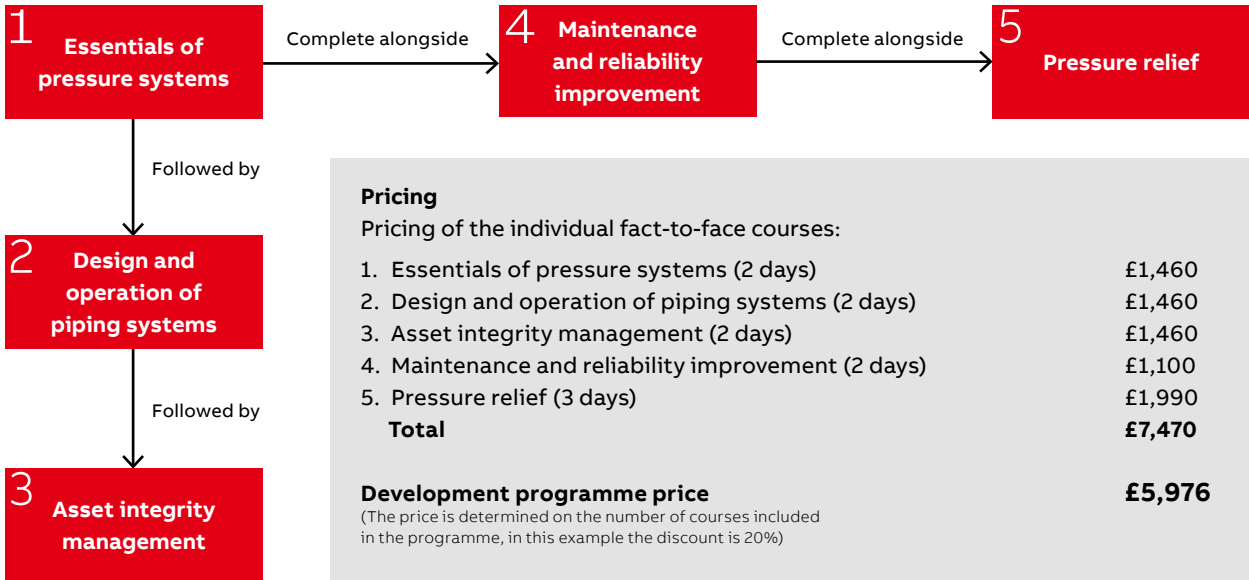 1
Essentials of
pressure systems
Complete alongside
4
Maintenance
and reliability
improvement
Complete alongside
5
Pressure relief
Followed by
2
Design and
operation of
piping systems
Followed by
3
Asset integrity
management
Pricing
Pricing of the individual fact-to-face courses:
1. Essentials of pressure systems (2 days) £1,460
2. Design and operation of piping systems (2 days) £1,460
3. Asset integrity management (2 days) £1,460
4. Maintenance and reliability improvement (2 days) £1,100
5. Pressure relief (3 days) £1,990
Total £7,470
Development programme price £5,976
(The price is determined on the number of courses included
in the programme, in this example the discount is 20%)